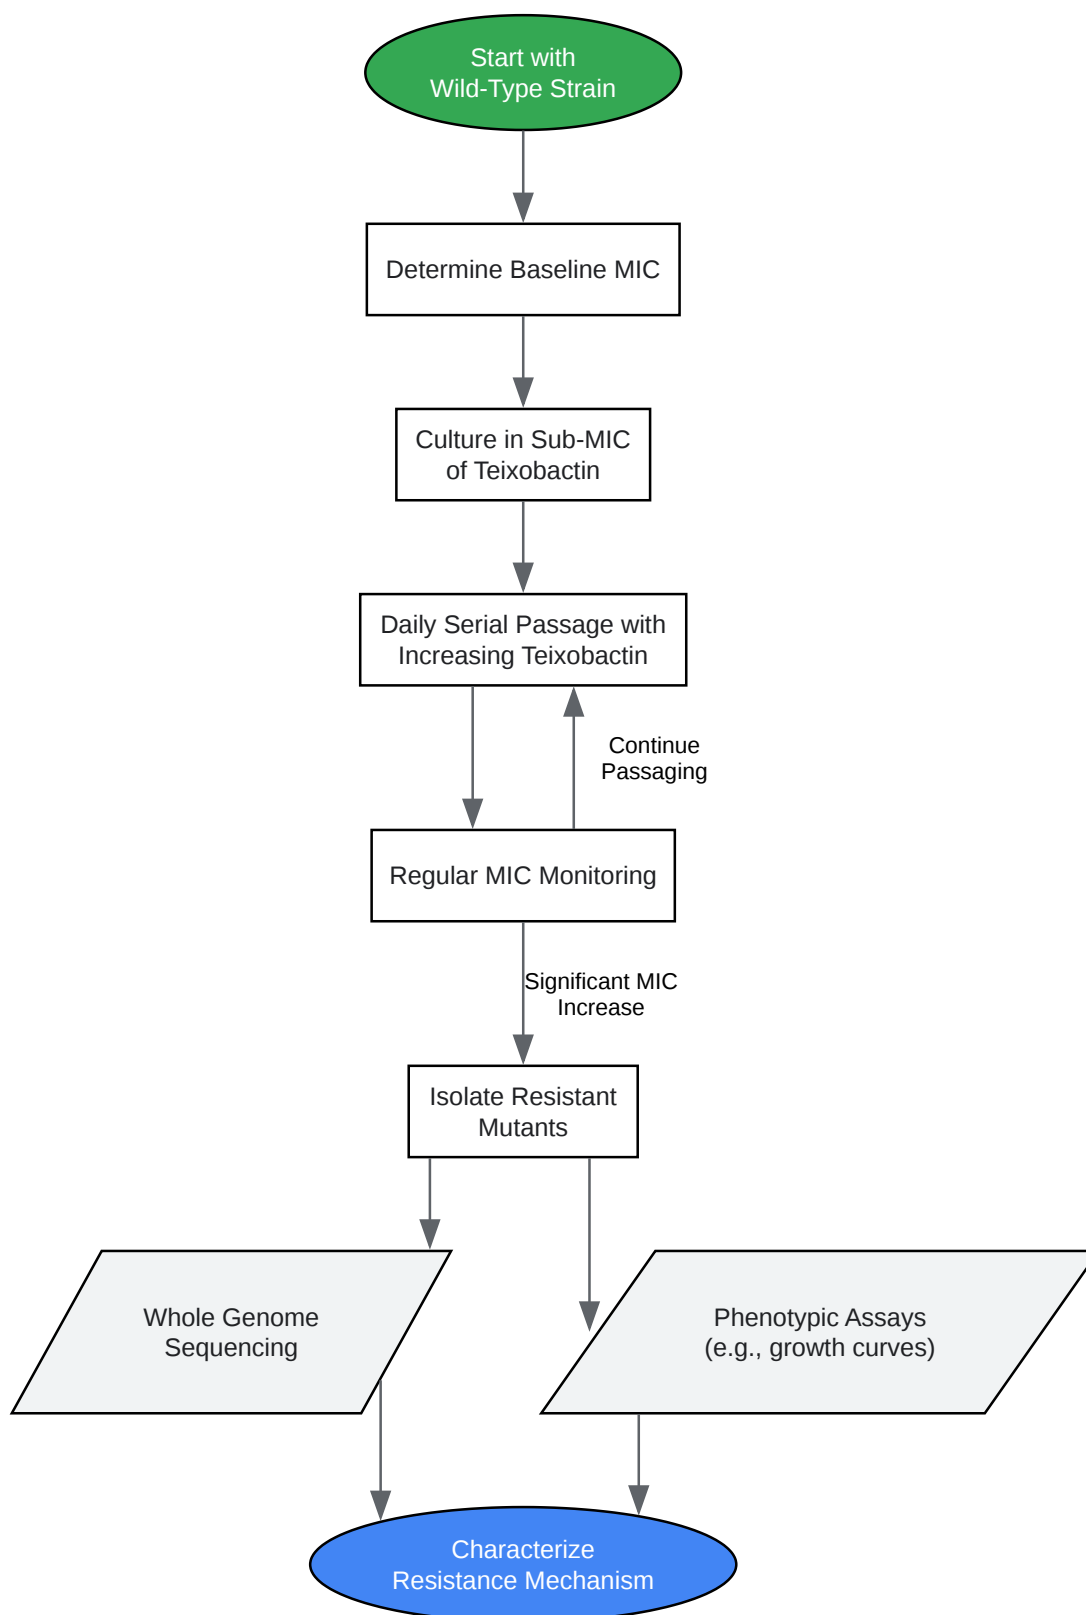 Start with
Wild-Type Strain
Determine Baseline MIC
Culture in Sub-MIC
of Teixobactin
Daily Serial Passage with
Increasing Teixobactin
Continue
Passaging
Regular MIC Monitoring
Significant MIC
Increase
Isolate Resistant
Mutants
Whole Genome
Sequencing
Phenotypic Assays
(e.g., growth curves)
Characterize
Resistance Mechanism